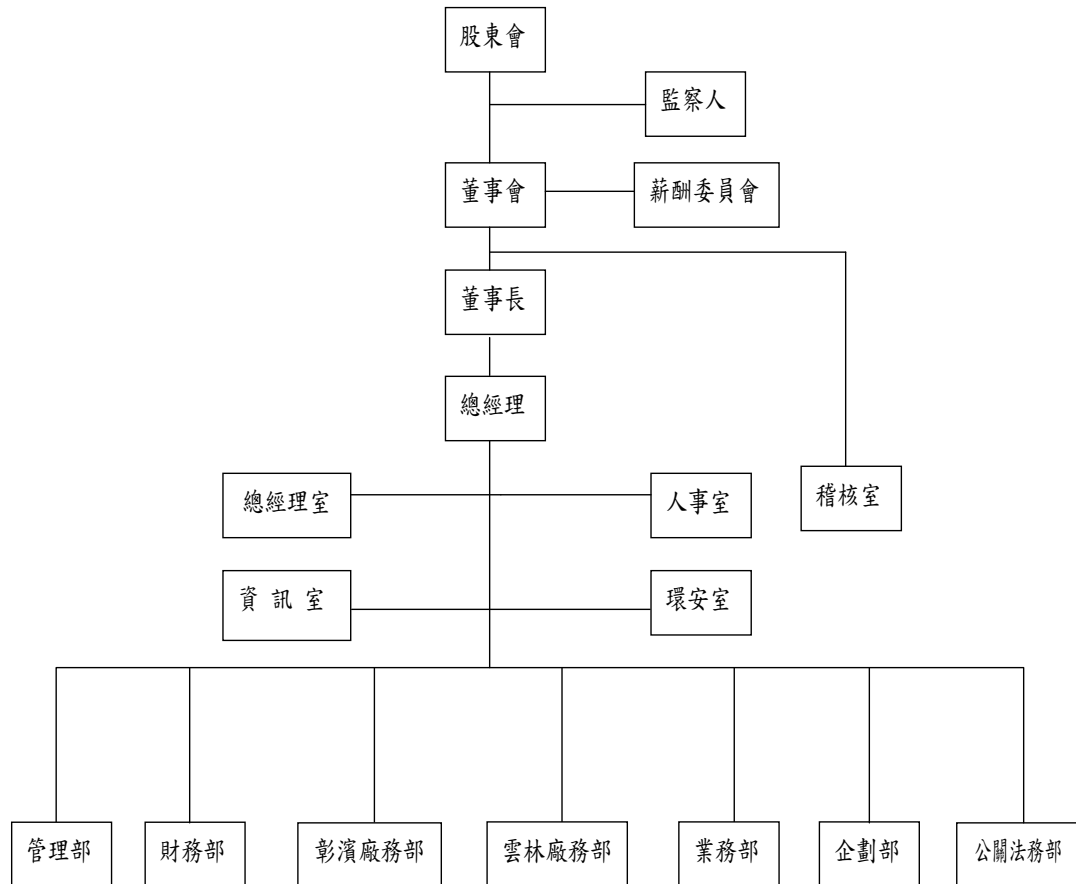 股東會
監察人
董事會
薪酬委員會
董事長
總經理
總經理室
人事室
稽核室
資訊室
環安室
管理部
財務部
彰濱廠務部
雲林廠務部
業務部
企劃部
公關法務部